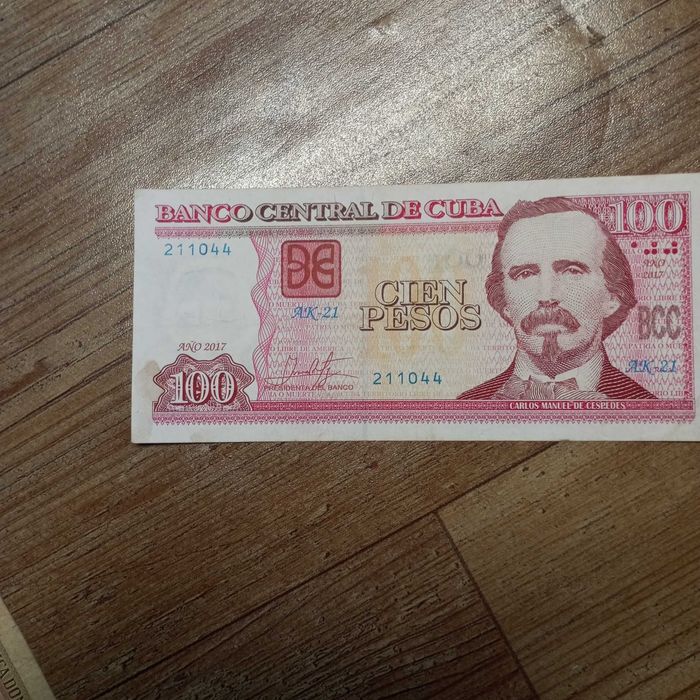 BANCO CENTRAL DE CUBA
100
211044
AÑO
2017
AK-21
CIEN
PESOS
BCC
AK-21
AÑO 2017
PRESIDENTA DEL BANCO
211044
100
CARLOS MANUEL DE CESPEDES